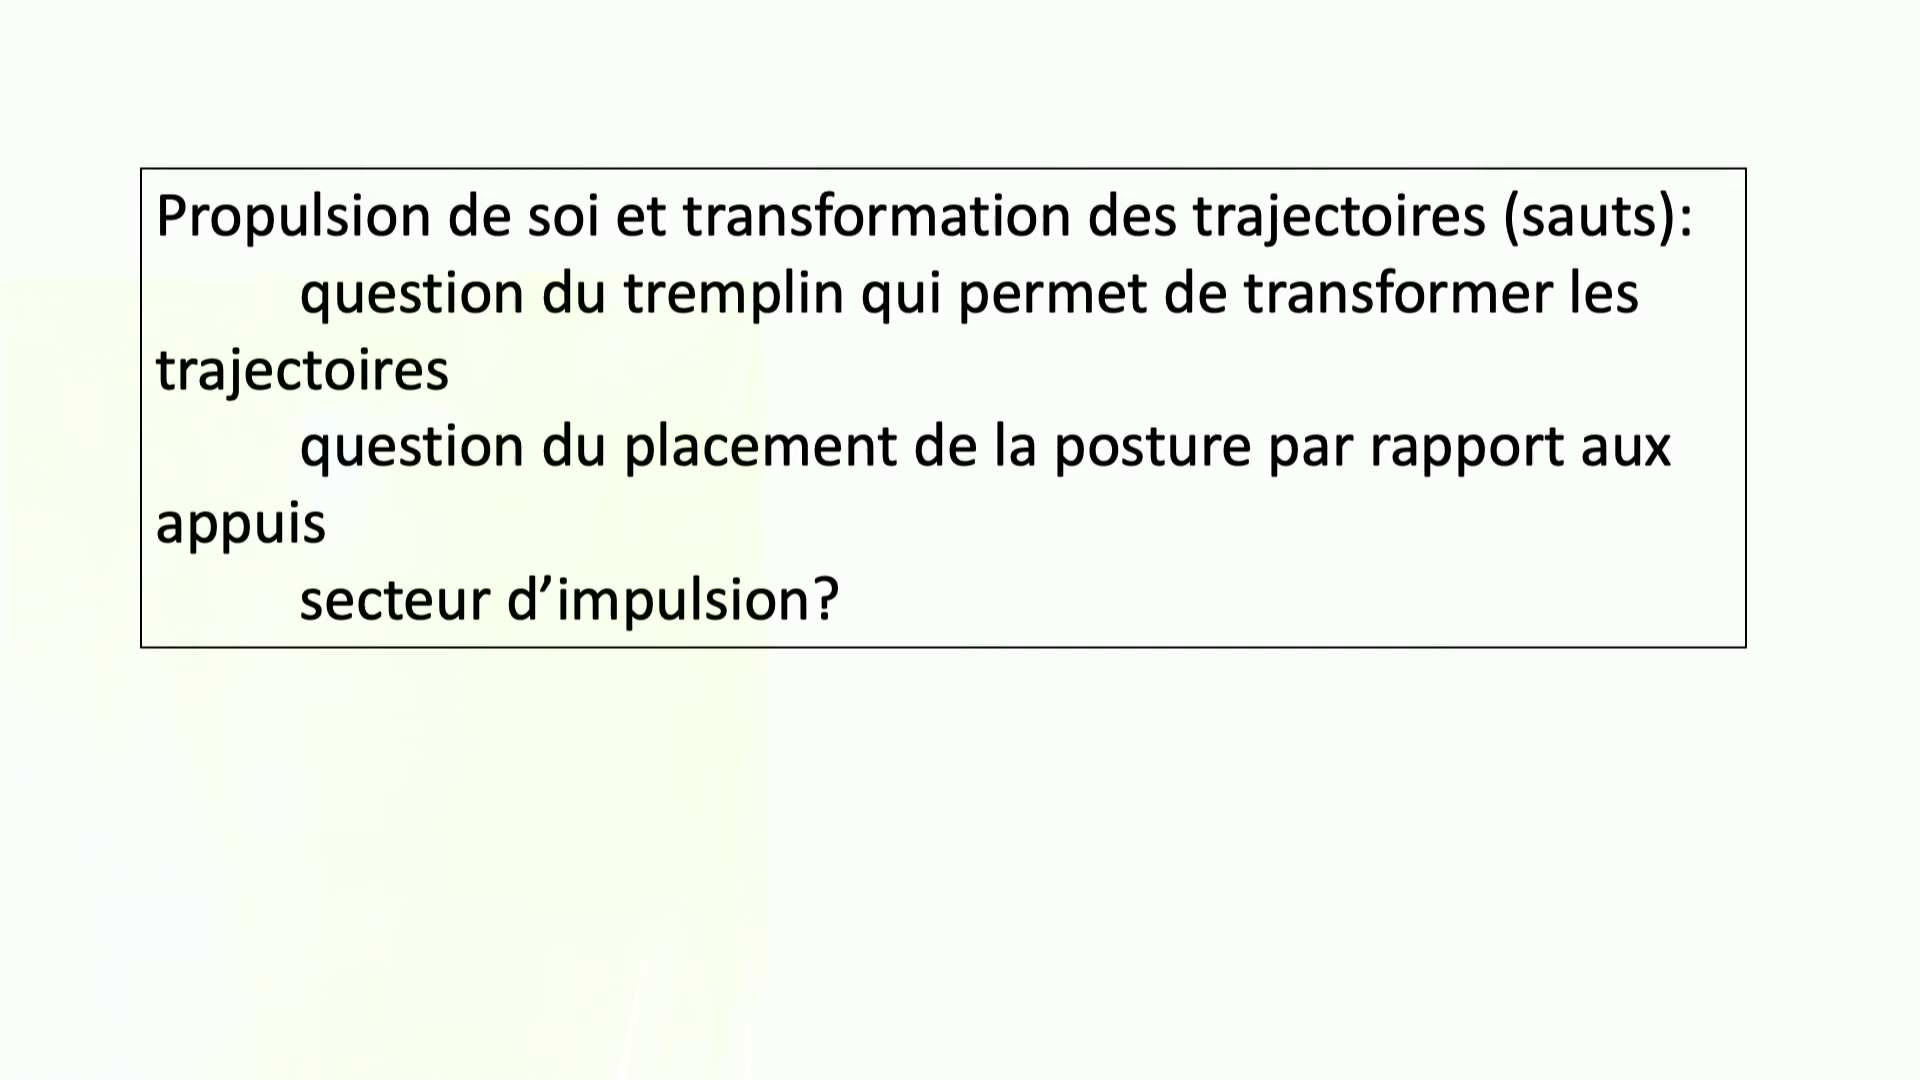 Propulsion de soi et transformation des trajectoires (sauts):
question du tremplin qui permet de transformer les
trajectoires
question du placement de la posture par rapport aux
appuis
secteur d’impulsion?